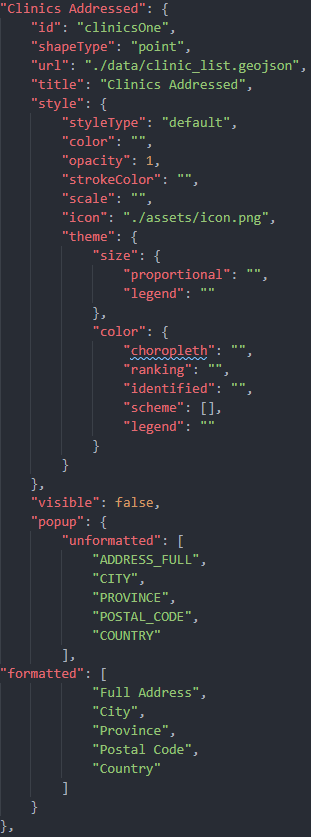 "Clinics Addressed": {
    "id": "clinicsOne",
    "shapeType": "point",
    "url": "./data/clinic_list.geojson",
    "title": "Clinics Addressed",
    "style": {
        "styleType": "default",
        "color": "",
        "opacity": 1,
        "strokeColor": "",
        "scale": "",
        "icon": "./assets/icon.png",
        "theme": {
            "size": {
                "proportional": "",
                "legend": ""
            },
            "color": {
                "choropleth": "",
                "ranking": "",
                "identified": "",
                "scheme": [],
                "legend": ""
            }
        }
    },
    "visible": false,
    "popup": {
        "unformatted": [
            "ADDRESS_FULL",
            "CITY",
            "PROVINCE",
            "POSTAL_CODE",
            "COUNTRY"
        ],
"formatted": [
            "Full Address",
            "City",
            "Province",
            "Postal Code",
            "Country"
        ]
    }
},